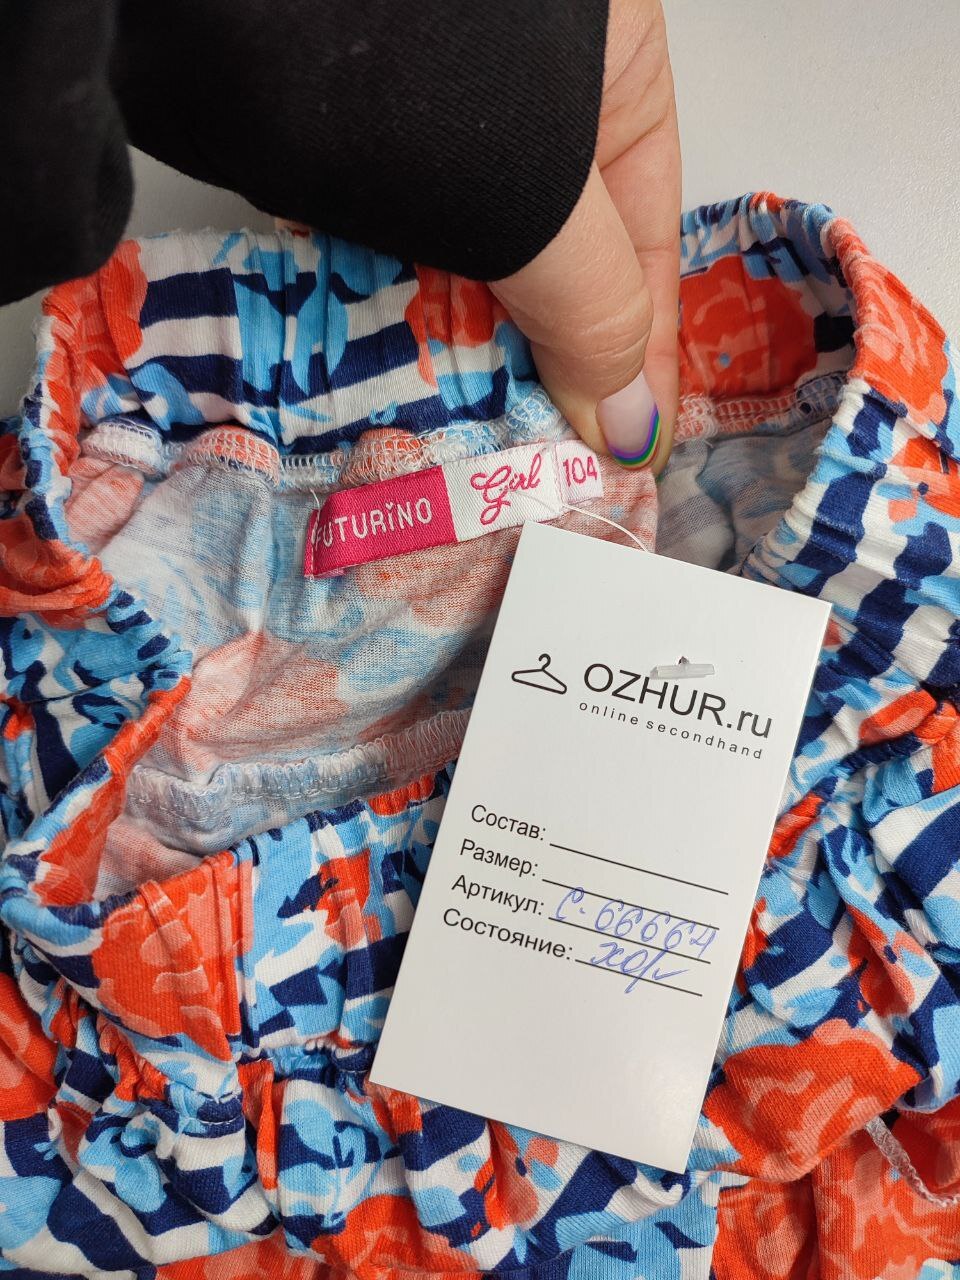 FUTURINO Girl 104
OZHUR.ru
online secondhand
Состав:
Размер:
Артикул: С-66664
Состояние: хор